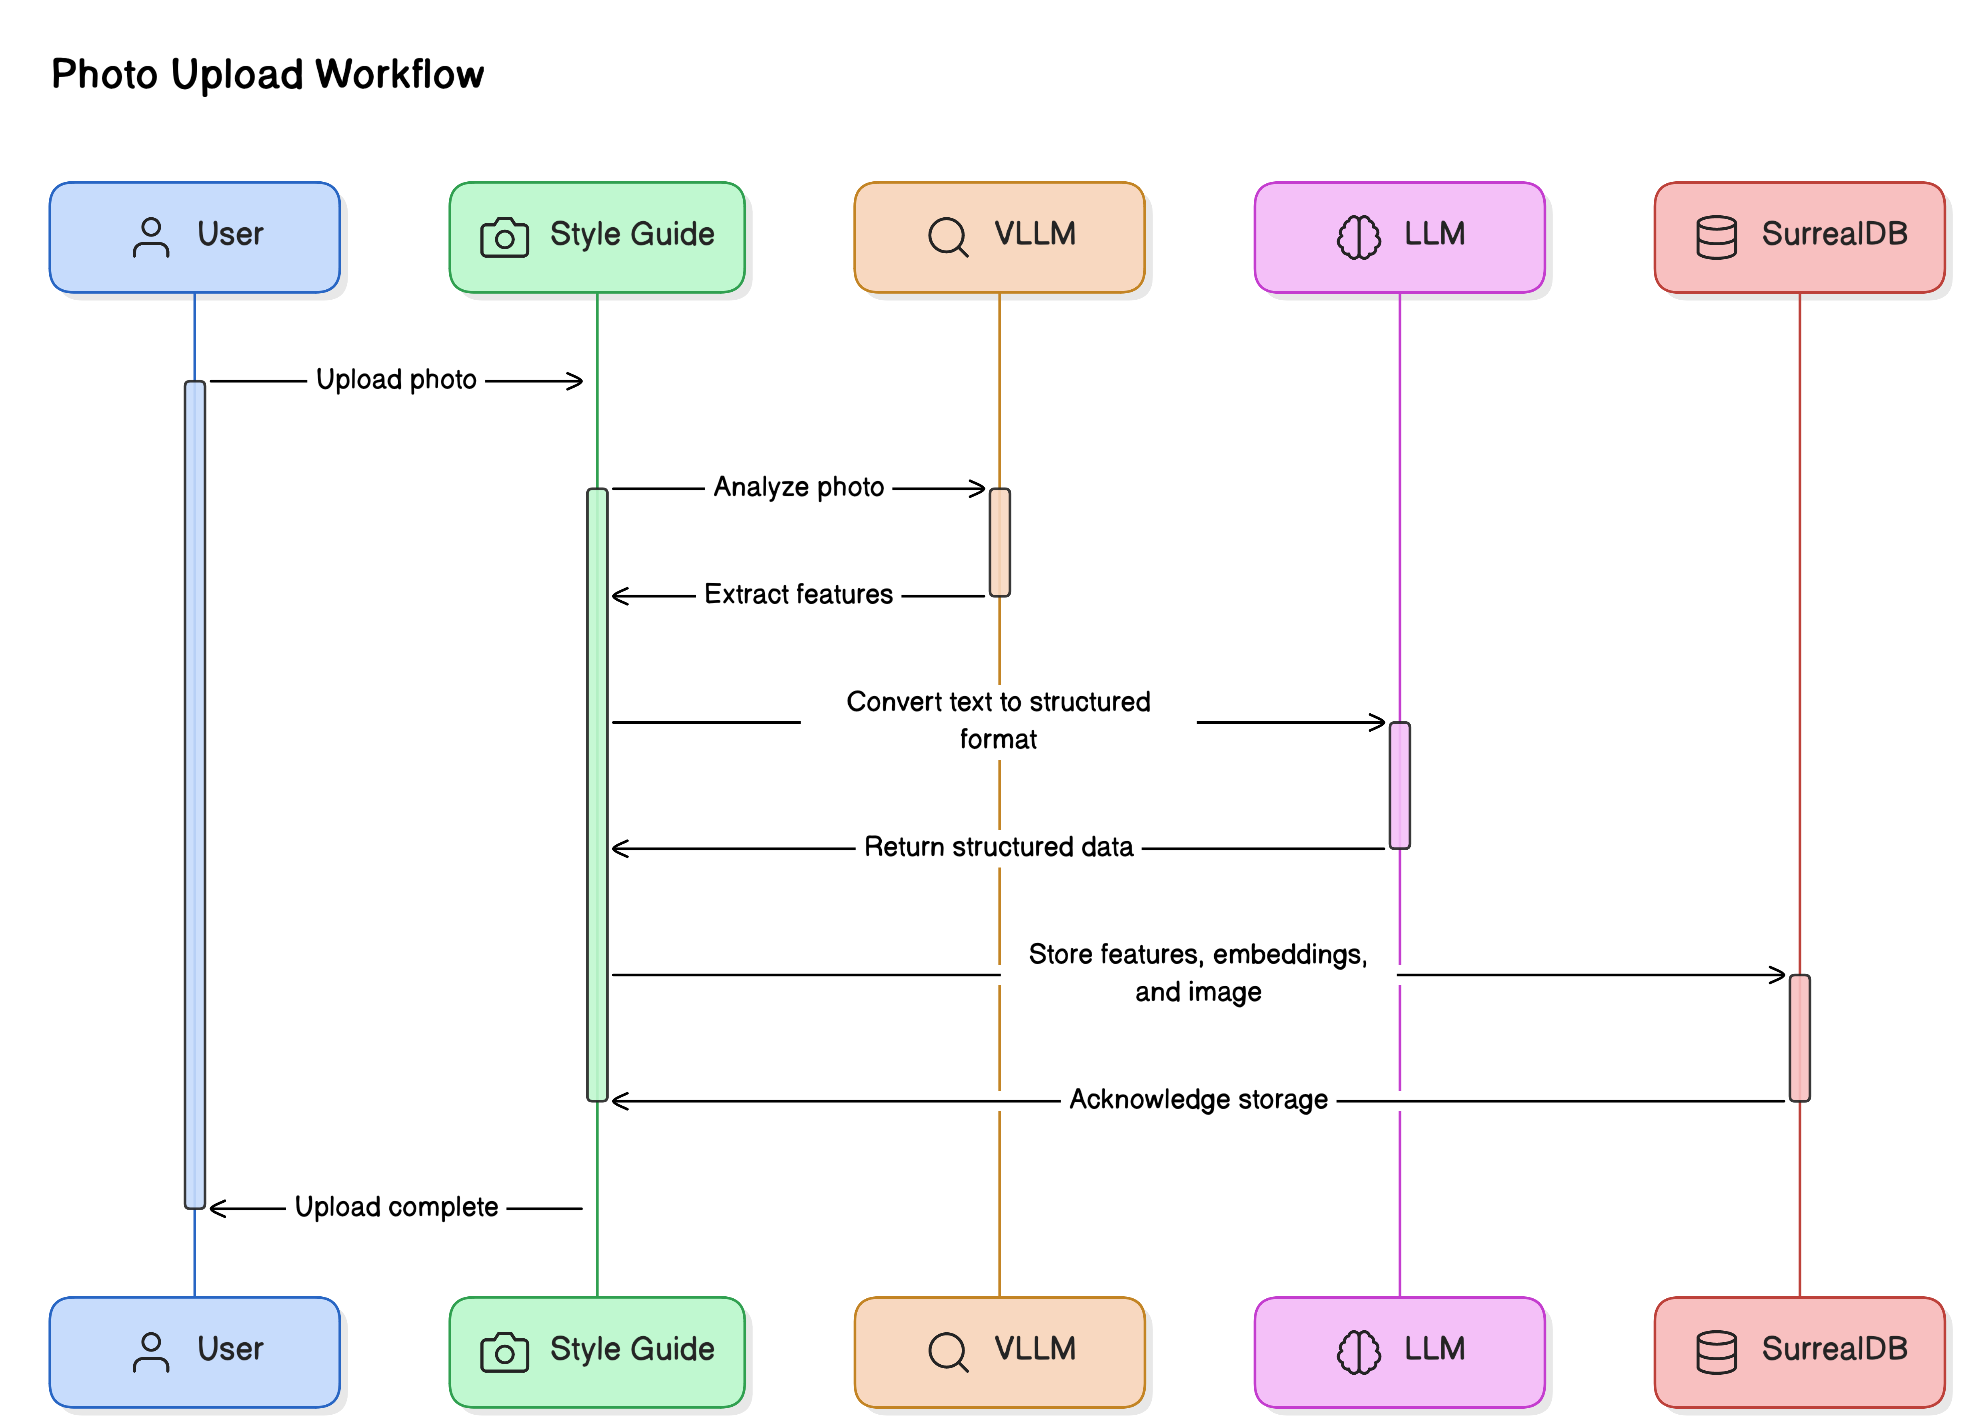 Photo Upload Workflow
User
Style Guide
VLLM
LLM
SurrealDB
Upload photo
Analyze photo
Extract features
Convert text to structured
format
Return structured data
Store features, embeddings,
and image
Acknowledge storage
Upload complete
User
Style Guide
VLLM
LLM
SurrealDB